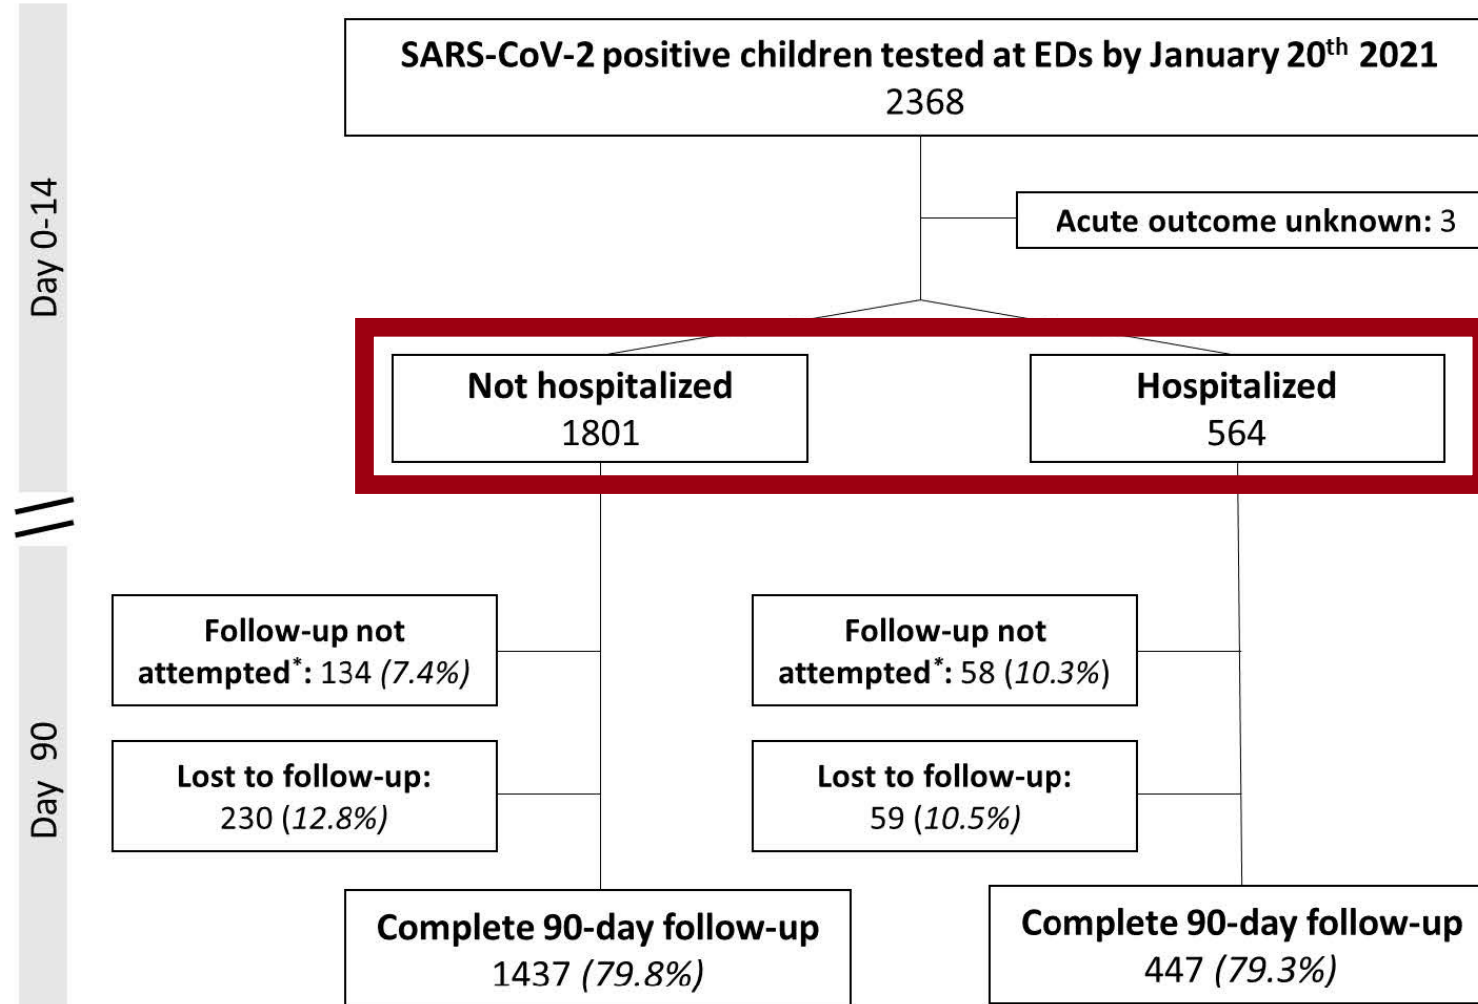 SARS-CoV-2 positive children tested at EDs by January 20th 2021
2368
Day 0-14
Acute outcome unknown: 3
Not hospitalized
1801
Hospitalized
564
Day 90
Follow-up not
attempted*: 134 (7.4%)
Follow-up not
attempted*: 58 (10.3%)
Lost to follow-up:
230 (12.8%)
Lost to follow-up:
59 (10.5%)
Complete 90-day follow-up
1437 (79.8%)
Complete 90-day follow-up
447 (79.3%)